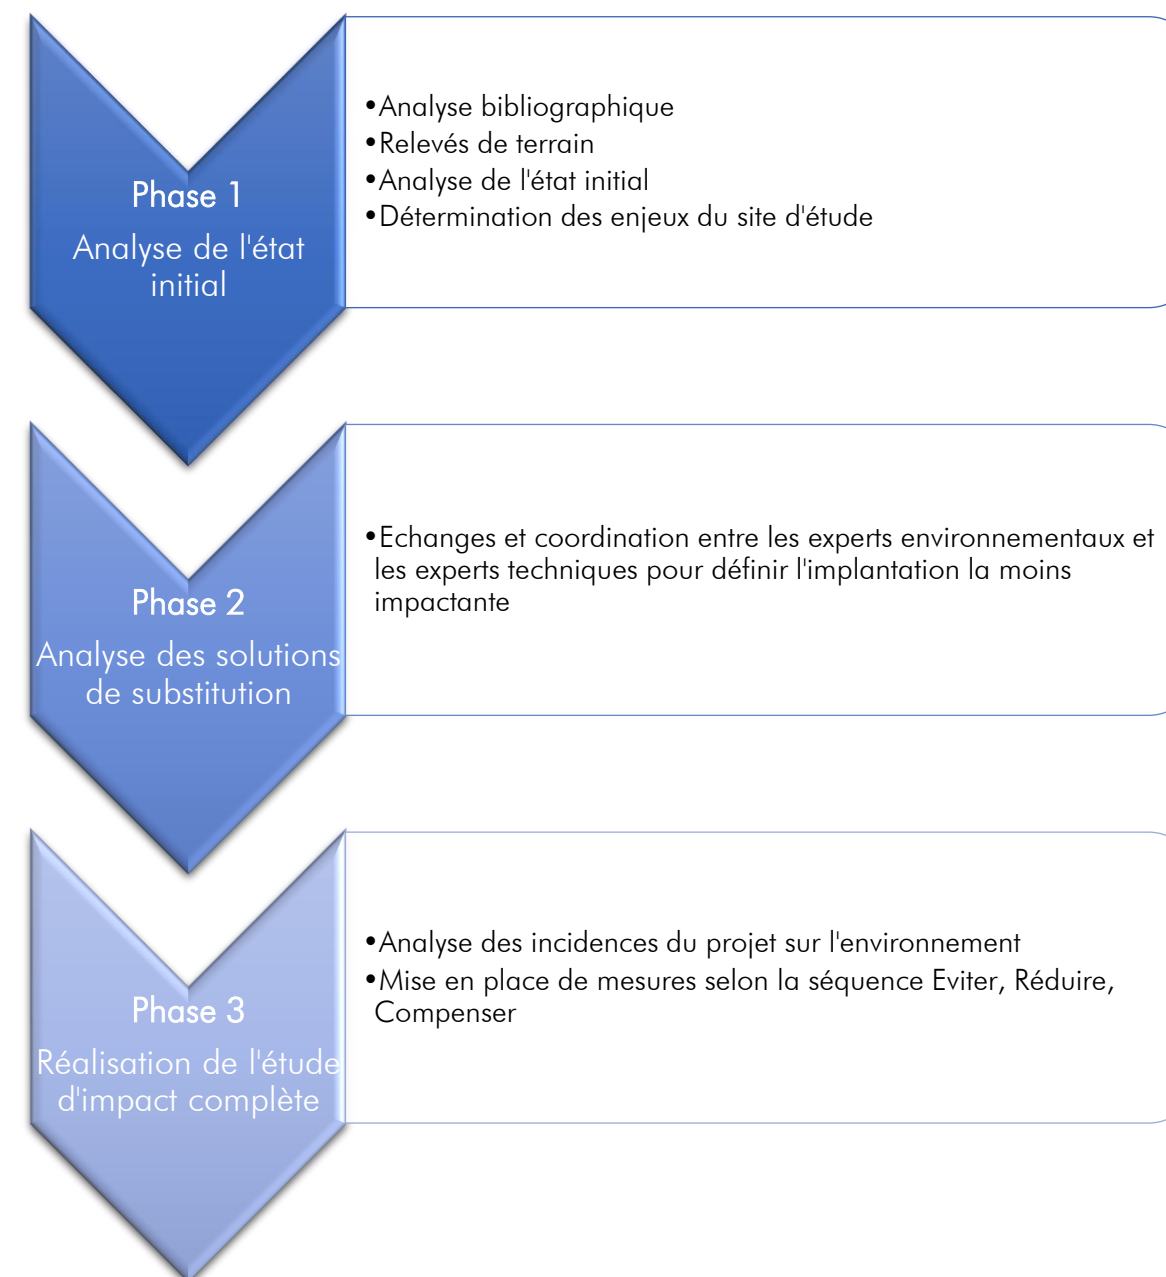 Phase 1
Analyse de l'état
initial
•Analyse bibliographique
•Relevés de terrain
•Analyse de l'état initial
•Détermination des enjeux du site d'étude
Phase 2
Analyse des solutions
de substitution
•Echanges et coordination entre les experts environnementaux et
les experts techniques pour définir l'implantation la moins
impactante
Phase 3
Réalisation de l'étude
d'impact complète
•Analyse des incidences du projet sur l'environnement
•Mise en place de mesures selon la séquence Eviter, Réduire,
Compenser